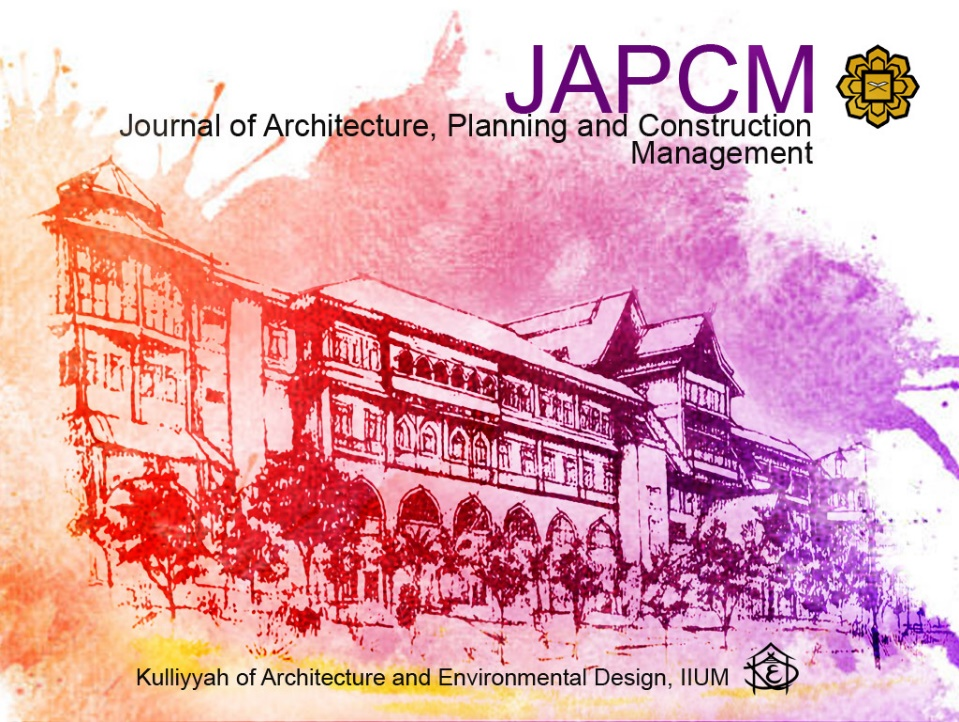 JAPCM
Journal of Architecture, Planning and Construction
Management
Kulliyyah of Architecture and Environmental Design, IIUM